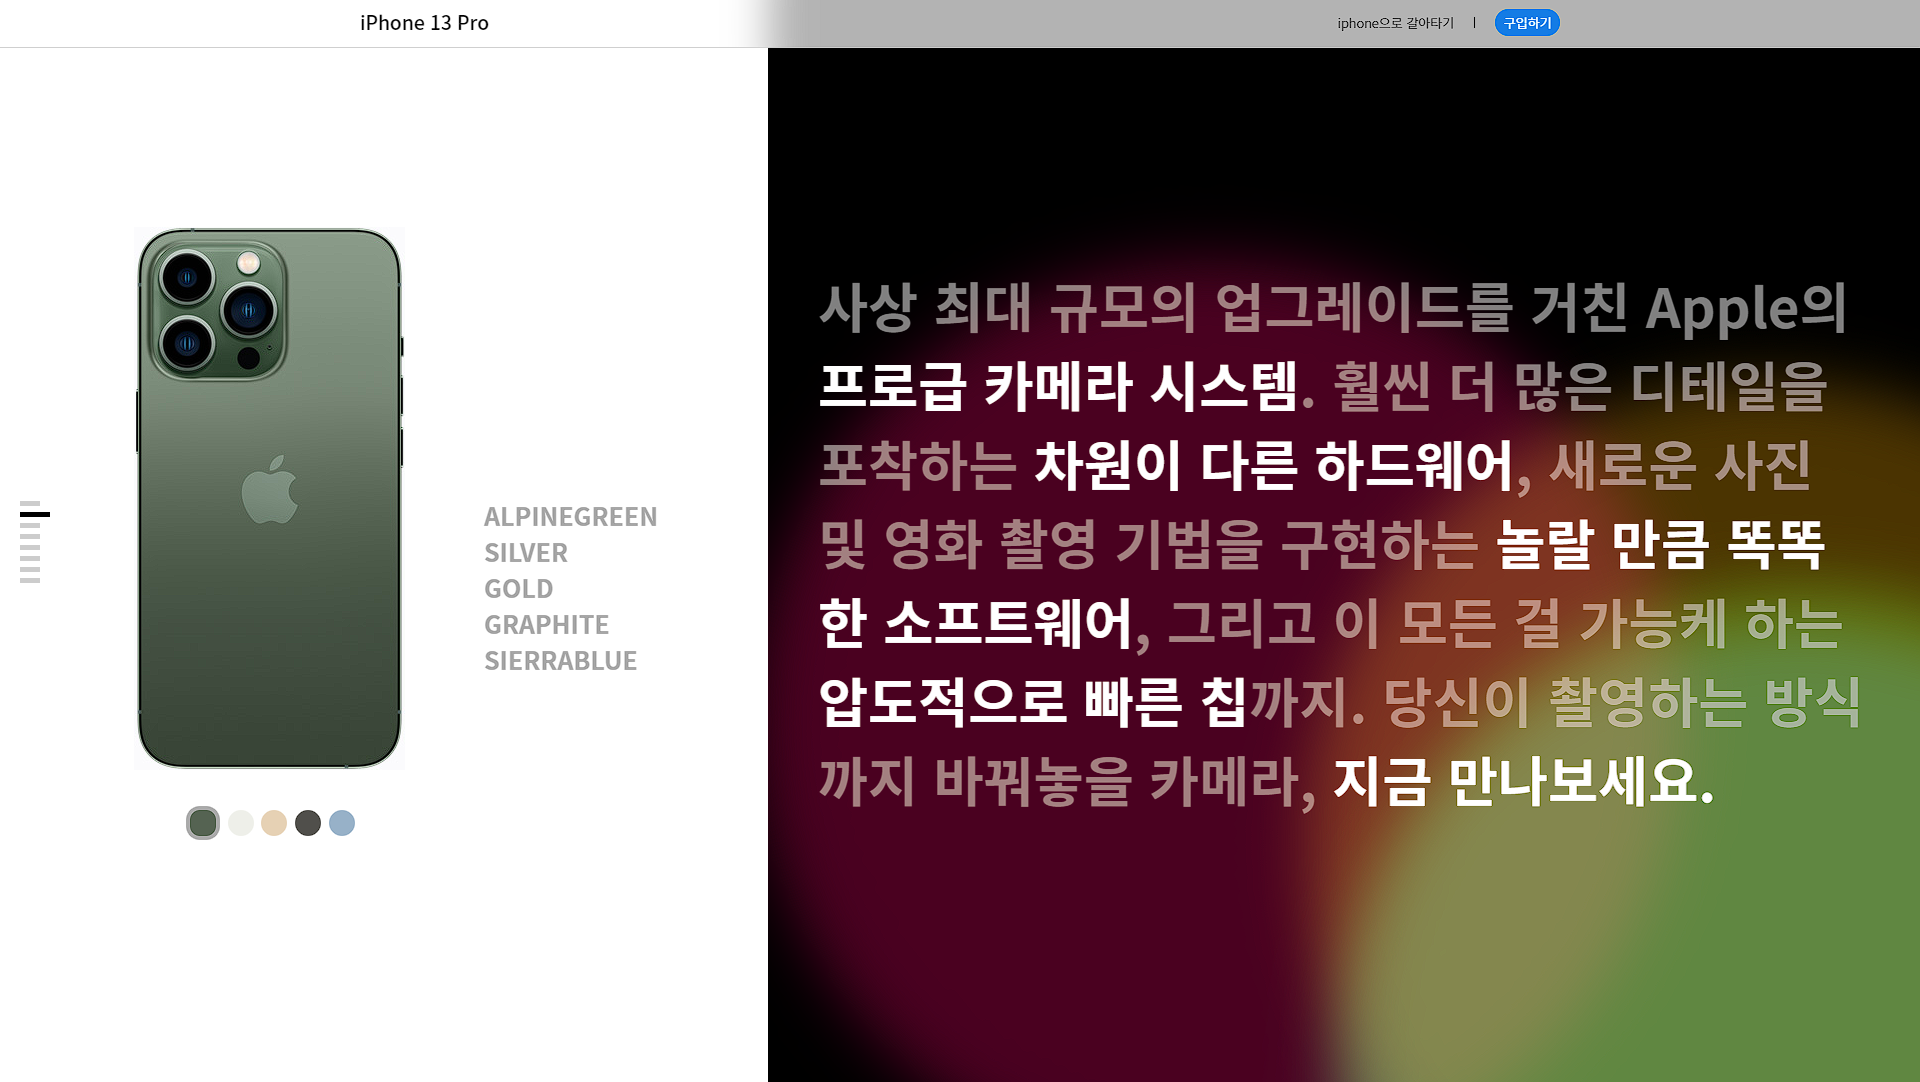 iPhone 13 Pro
iphone으로 갈아타기
구입하기
ALPINEGREEN
SILVER
GOLD
GRAPHITE
SIERRABLUE
사상 최대 규모의 업그레이드를 거친 Apple의
프로급 카메라 시스템. 훨씬 더 많은 디테일을
포착하는 차원이 다른 하드웨어, 새로운 사진
및 영화 촬영 기법을 구현하는 놀랄 만큼 똑똑
한 소프트웨어, 그리고 이 모든 걸 가능케 하는
압도적으로 빠른 칩까지. 당신이 촬영하는 방식
까지 바꿔놓을 카메라, 지금 만나보세요.